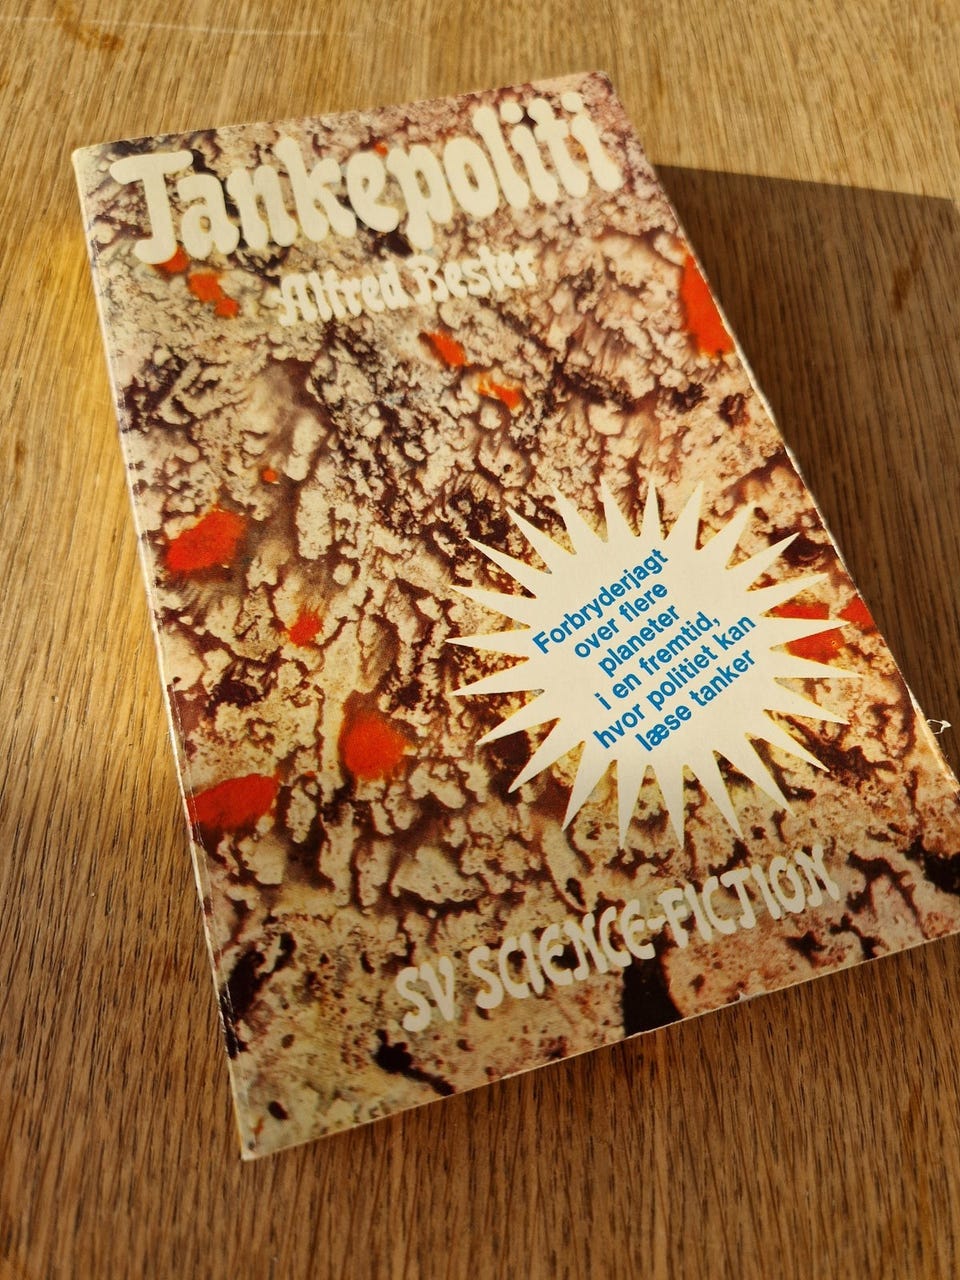 Tankepoliti
Alfred Bester
Forbryderjagt
over flere
planeter
i en fremtid,
hvor politiet kan
læse tanker
SV SCIENCE-FICTION